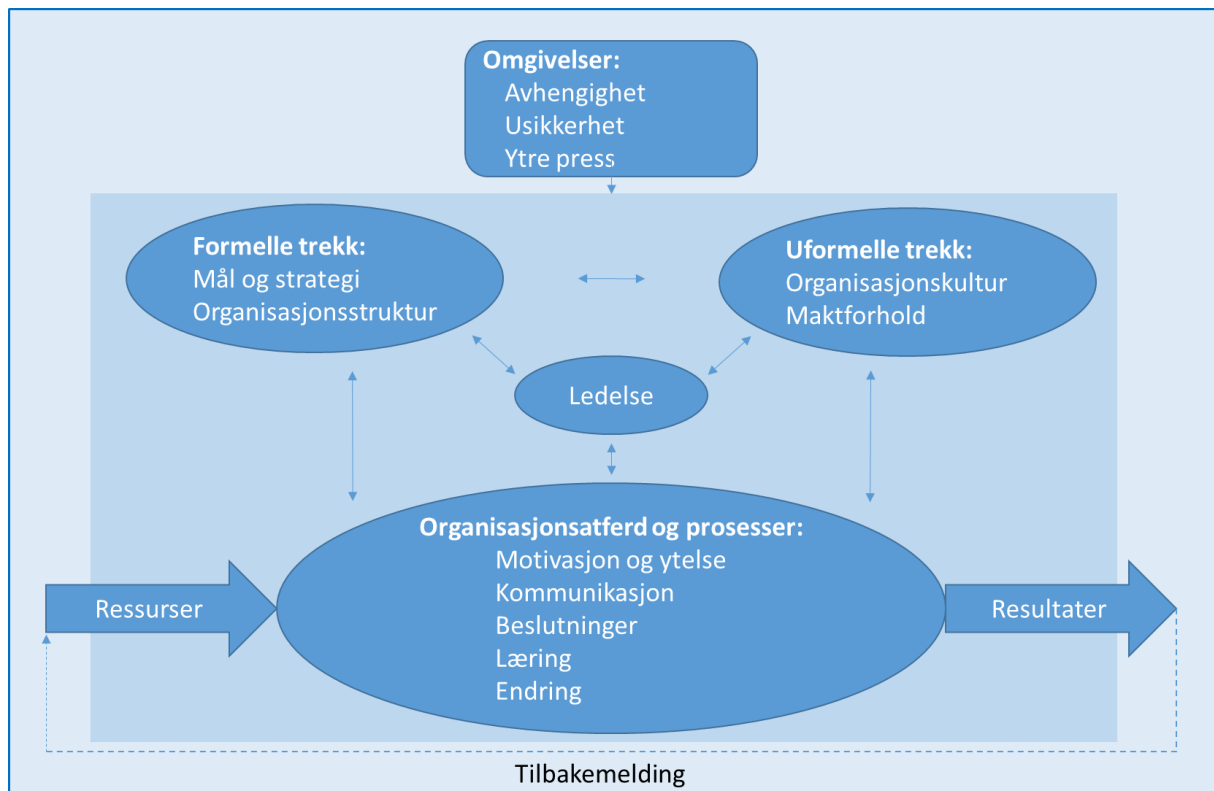 Omgivelser:
Avhengighet
Usikkerhet
Ytre press
Formelle trekk:
Mål og strategi
Organisasjonsstruktur
Uformelle trekk:
Organisasjonskultur
Maktforhold
Ledelse
Organisasjonsatferd og prosesser:
Motivasjon og ytelse
Kommunikasjon
Beslutninger
Læring
Endring
Ressurser
Resultater
Tilbakemelding